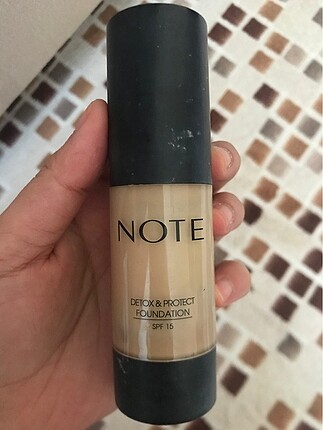 NOTE
DETOX & PROTECT
FOUNDATION
SPF 15